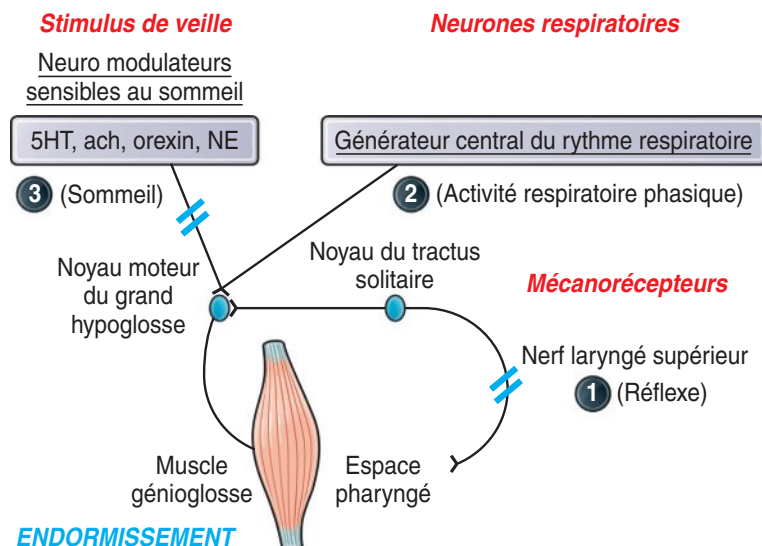 Stimulus de veille
Neurones respiratoires
Neuro modulateurs
sensibles au sommeil
5HT, ach, orexin, NE
Générateur central du rythme respiratoire
3 (Sommeil)
2 (Activité respiratoire phasique)
Noyau moteur
du grand
hypoglosse
Noyau du tractus
solitaire
Mécanorécepteurs
Nerf laryngé supérieur
1 (Réflexe)
Muscle
génioglosse
Espace
pharyngé
ENDORMISSEMENT